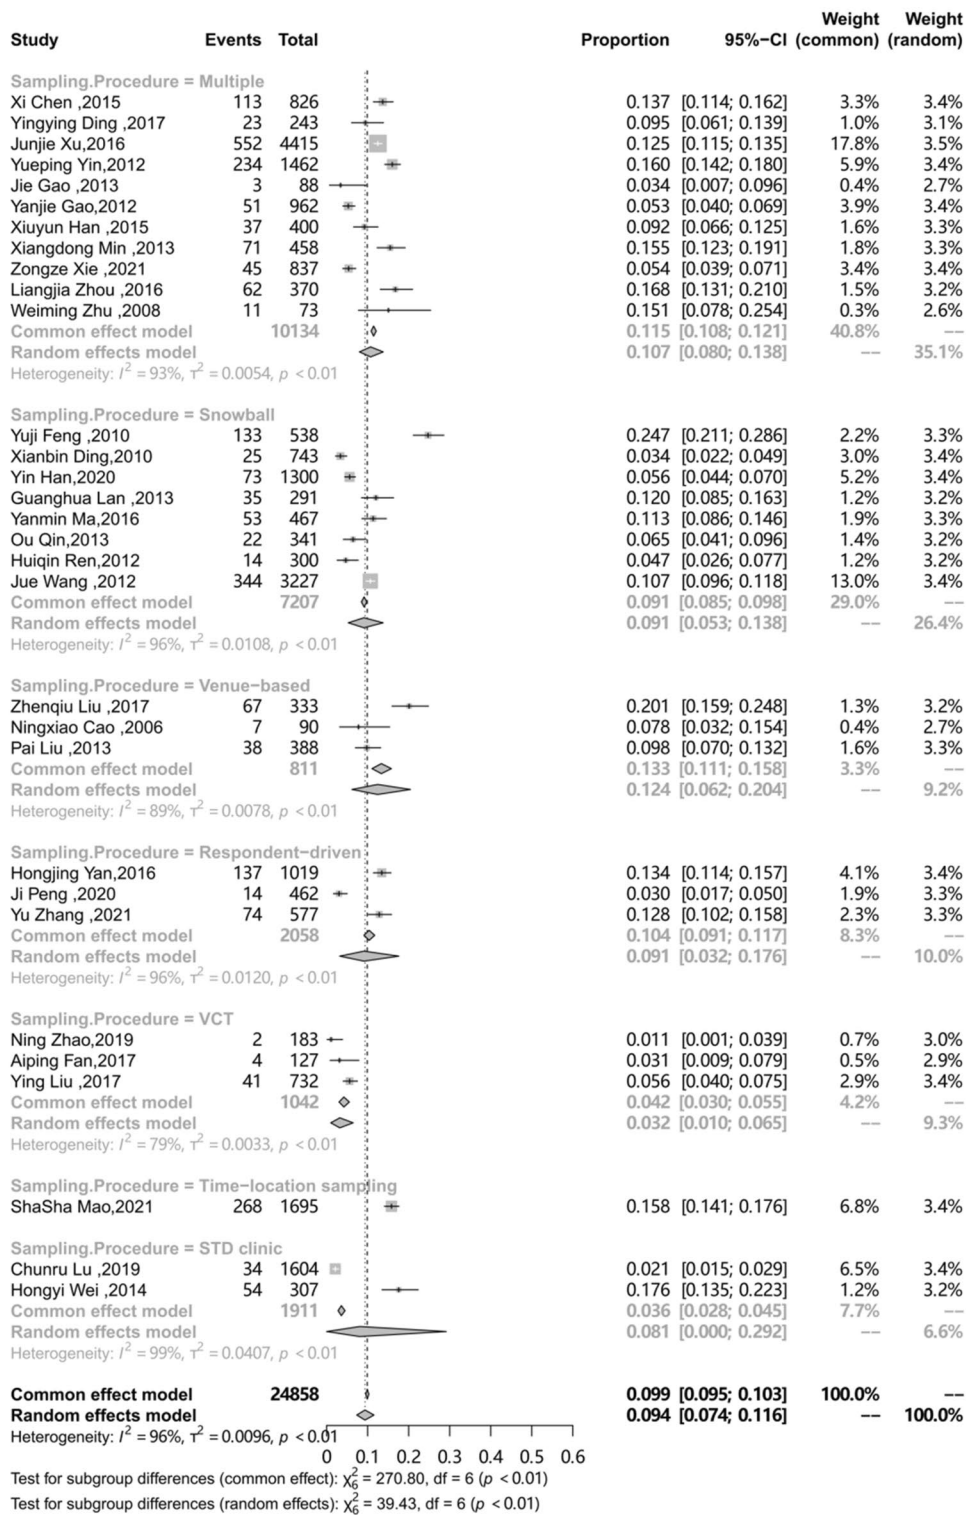 Weight Weight
Study Events Total Proportion 95%−CI (common) (random)
Sampling.Procedure = Multiple
Xi Chen ,2015 113 826 0.137 [0.114; 0.162] 3.3% 3.4%
Yingying Ding ,2017 23 243 0.095 [0.061; 0.139] 1.0% 3.1%
Junjie Xu,2016 552 4415 0.125 [0.115; 0.135] 17.8% 3.5%
Yueping Yin,2012 234 1462 0.160 [0.142; 0.180] 5.9% 3.4%
Jie Gao ,2013 3 88 0.034 [0.007; 0.096] 0.4% 2.7%
Yanjie Gao,2012 51 962 0.053 [0.040; 0.069] 3.9% 3.4%
Xiuyun Han ,2015 37 400 0.092 [0.066; 0.125] 1.6% 3.3%
Xiangdong Min ,2013 71 458 0.155 [0.123; 0.191] 1.8% 3.3%
Zongze Xie ,2021 45 837 0.054 [0.039; 0.071] 3.4% 3.4%
Liangjia Zhou ,2016 62 370 0.168 [0.131; 0.210] 1.5% 3.2%
Weiming Zhu ,2008 11 73 0.151 [0.078; 0.254] 0.3% 2.6%
Common effect model 10134 0.115 [0.108; 0.121] 40.8% −−
Random effects model 0.107 [0.080; 0.138] −− 35.1%
Heterogeneity: I² = 93%, τ² = 0.0054, p < 0.01
Sampling.Procedure = Snowball
Yuji Feng ,2010 133 538 0.247 [0.211; 0.286] 2.2% 3.3%
Xianbin Ding,2010 25 743 0.034 [0.022; 0.049] 3.0% 3.4%
Yin Han,2020 73 1300 0.056 [0.044; 0.070] 5.2% 3.4%
Guanghua Lan ,2013 35 291 0.120 [0.085; 0.163] 1.2% 3.2%
Yanmin Ma,2016 53 467 0.113 [0.086; 0.146] 1.9% 3.3%
Ou Qin,2013 22 341 0.065 [0.041; 0.096] 1.4% 3.2%
Huiqin Ren,2012 14 300 0.047 [0.026; 0.077] 1.2% 3.2%
Jue Wang ,2012 344 3227 0.107 [0.096; 0.118] 13.0% 3.4%
Common effect model 7207 0.091 [0.085; 0.098] 29.0% −−
Random effects model 0.091 [0.053; 0.138] −− 26.4%
Heterogeneity: I² = 96%, τ² = 0.0108, p < 0.01
Sampling.Procedure = Venue−based
Zhenqiu Liu ,2017 67 333 0.201 [0.159; 0.248] 1.3% 3.2%
Ningxiao Cao ,2006 7 90 0.078 [0.032; 0.154] 0.4% 2.7%
Pai Liu ,2013 38 388 0.098 [0.070; 0.132] 1.6% 3.3%
Common effect model 811 0.133 [0.111; 0.158] 3.3% −−
Random effects model 0.124 [0.062; 0.204] −− 9.2%
Heterogeneity: I² = 89%, τ² = 0.0078, p < 0.01
Sampling.Procedure = Respondent−driven
Hongjing Yan,2016 137 1019 0.134 [0.114; 0.157] 4.1% 3.4%
Ji Peng ,2020 14 462 0.030 [0.017; 0.050] 1.9% 3.3%
Yu Zhang ,2021 74 577 0.128 [0.102; 0.158] 2.3% 3.3%
Common effect model 2058 0.104 [0.091; 0.117] 8.3% −−
Random effects model 0.091 [0.032; 0.176] −− 10.0%
Heterogeneity: I² = 96%, τ² = 0.0120, p < 0.01
Sampling.Procedure = VCT
Ning Zhao,2019 2 183 0.011 [0.001; 0.039] 0.7% 3.0%
Aiping Fan,2017 4 127 0.031 [0.009; 0.079] 0.5% 2.9%
Ying Liu ,2017 41 732 0.056 [0.040; 0.075] 2.9% 3.4%
Common effect model 1042 0.042 [0.030; 0.055] 4.2% −−
Random effects model 0.032 [0.010; 0.065] −− 9.3%
Heterogeneity: I² = 79%, τ² = 0.0033, p < 0.01
Sampling.Procedure = Time−location sampling
ShaSha Mao,2021 268 1695 0.158 [0.141; 0.176] 6.8% 3.4%
Sampling.Procedure = STD clinic
Chunru Lu ,2019 34 1604 0.021 [0.015; 0.029] 6.5% 3.4%
Hongyi Wei ,2014 54 307 0.176 [0.135; 0.223] 1.2% 3.2%
Common effect model 1911 0.036 [0.028; 0.045] 7.7% −−
Random effects model 0.081 [0.000; 0.292] −− 6.6%
Heterogeneity: I² = 99%, τ² = 0.0407, p < 0.01
Common effect model 24858 0.099 [0.095; 0.103] 100.0% −−
Random effects model 0.094 [0.074; 0.116] −− 100.0%
Heterogeneity: I² = 96%, τ² = 0.0096, p < 0.01
0 0.1 0.2 0.3 0.4 0.5 0.6
Test for subgroup differences (common effect): χ²₆ = 270.80, df = 6 (p < 0.01)
Test for subgroup differences (random effects): χ²₆ = 39.43, df = 6 (p < 0.01)